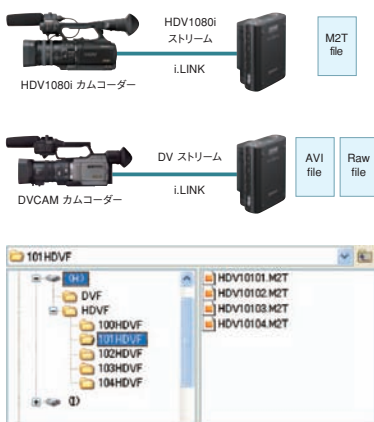 HDV1080i
ストリーム
i.LINK
HDV1080i カムコーダー
M2T
file
DV ストリーム
i.LINK
DVCAM カムコーダー
AVI
file
Raw
file
101HDVF
(H:)
DVF
HDVF
100HDVF
101HDVF
102HDVF
103HDVF
104HDVF
(I:)
HDV10101.M2T
HDV10102.M2T
HDV10103.M2T
HDV10104.M2T